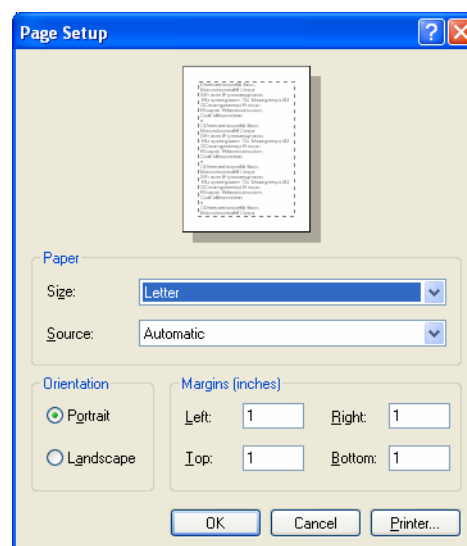 Page Setup
Paper
Size: Letter
Source: Automatic
Orientation Margins (inches)
Portrait Left: 1 Right: 1
Landscape Top: 1 Bottom: 1
OK Cancel Printer...